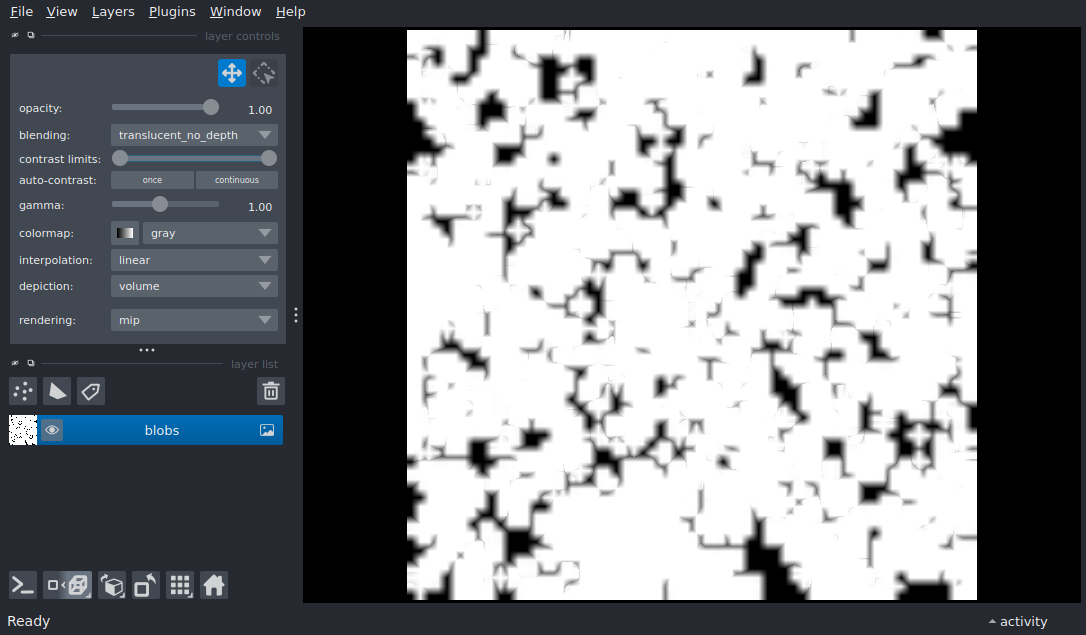 File View Layers Plugins Window Help
layer controls
opacity: 1.00
blending: translucent_no_depth
contrast limits:
auto-contrast: once continuous
gamma: 1.00
colormap: gray
interpolation: linear
depiction: volume
rendering: mip
layer list
blobs
Ready activity